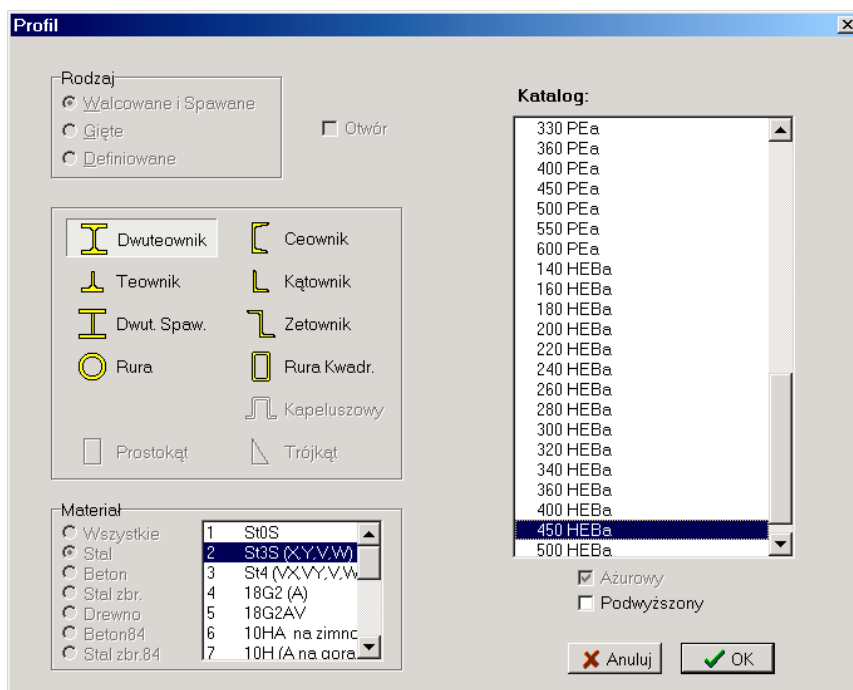 Profil
Rodzaj
Walcowane i Spawane
Gięte
Definiowane
Otwór
Dwuteownik
Ceownik
Teownik
Kątownik
Dwut. Spaw.
Zetownik
Rura
Rura Kwadr.
Kapeluszowy
Prostokąt
Trójkąt
Materiał
Wszystkie
Stal
Beton
Stal zbr.
Drewno
Beton84
Stal zbr.84
1 St0S
2 St3S (X,Y,V,W)
3 St4 (VX,VY,V,W
4 18G2 (A)
5 18G2AV
6 10HA na zimno
7 10H (A na gora
Katalog:
330 PEa
360 PEa
400 PEa
450 PEa
500 PEa
550 PEa
600 PEa
140 HEBa
160 HEBa
180 HEBa
200 HEBa
220 HEBa
240 HEBa
260 HEBa
280 HEBa
300 HEBa
320 HEBa
340 HEBa
360 HEBa
400 HEBa
450 HEBa
500 HEBa
Ażurowy
Podwyższony
Anuluj
OK